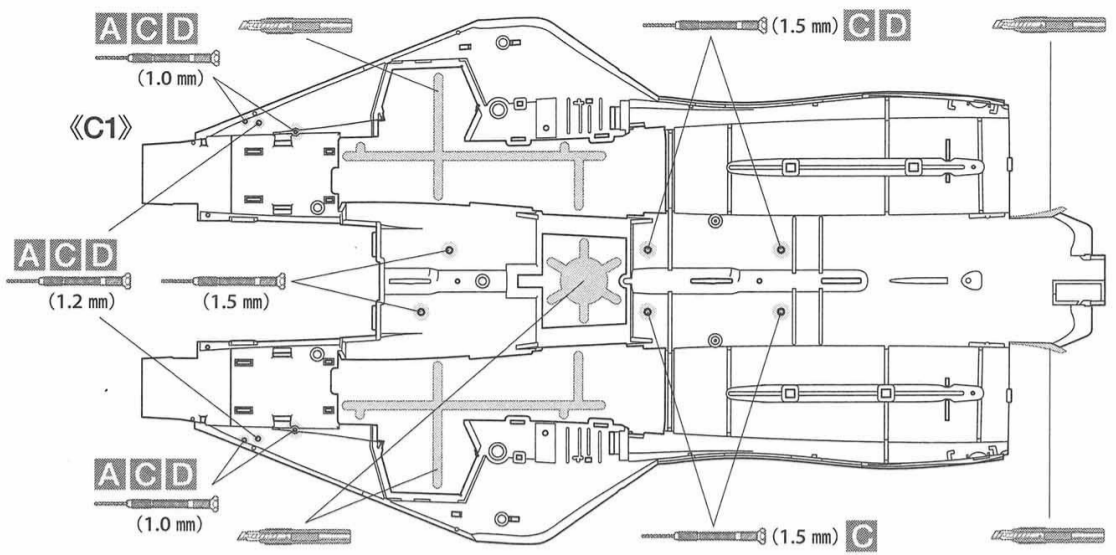 A C D
(1.0 mm)
(1.5 mm) C D
《C1》
A C D
(1.2 mm)
(1.5 mm)
A C D
(1.0 mm)
(1.5 mm) C